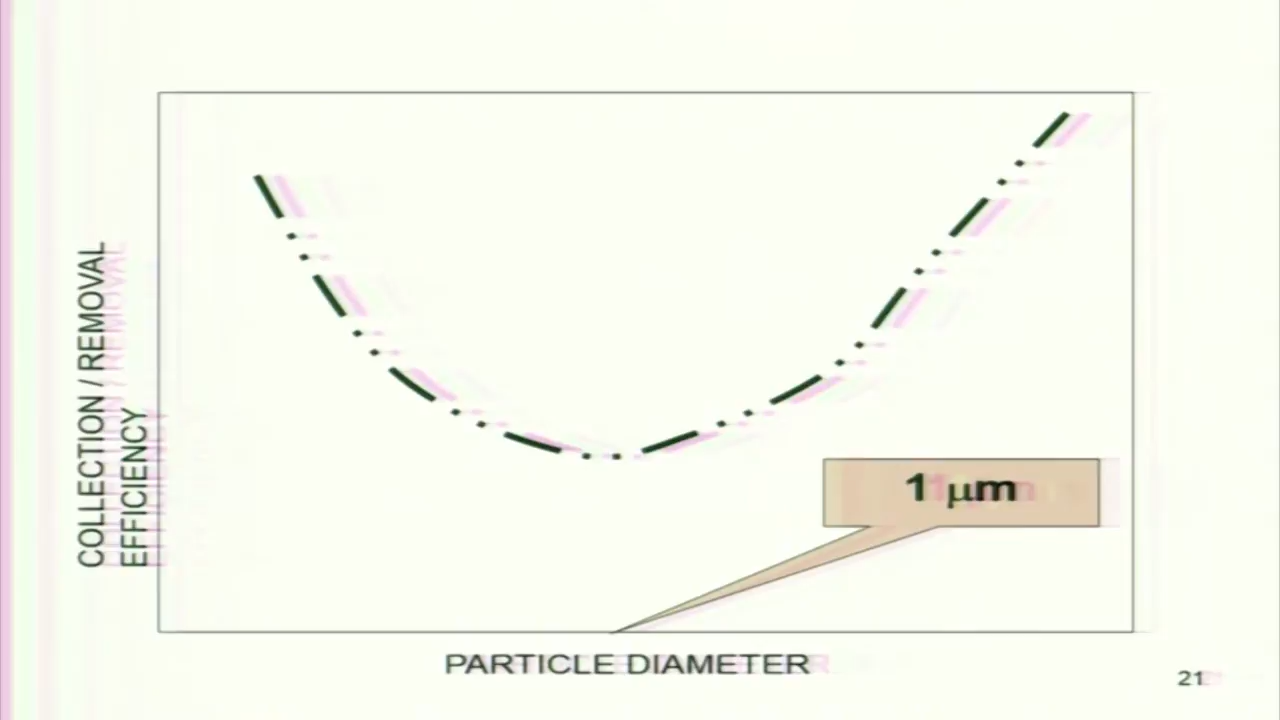 COLLECTION / REMOVAL
EFFICIENCY
1 μm
PARTICLE DIAMETER
21